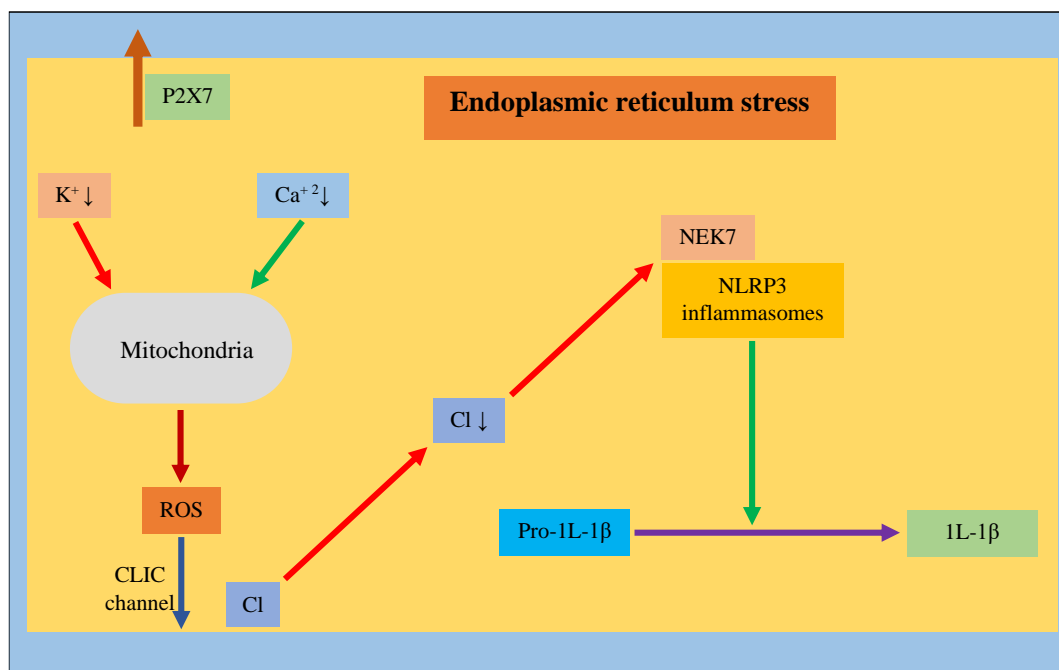 P2X7
Endoplasmic reticulum stress
K⁺ ↓
Ca⁺ ²↓
NEK7
NLRP3
inflammasomes
Mitochondria
Cl ↓
ROS
Pro-1L-1β
1L-1β
CLIC
channel
Cl